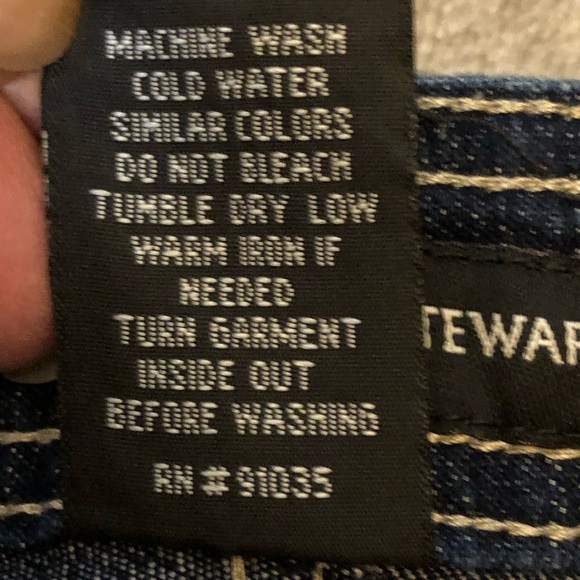 MACHINE WASH
COLD WATER
SIMILAR COLORS
DO NOT BLEACH
TUMBLE DRY LOW
WARM IRON IF
NEEDED
TURN GARMENT
INSIDE OUT
BEFORE WASHING
RN #91035